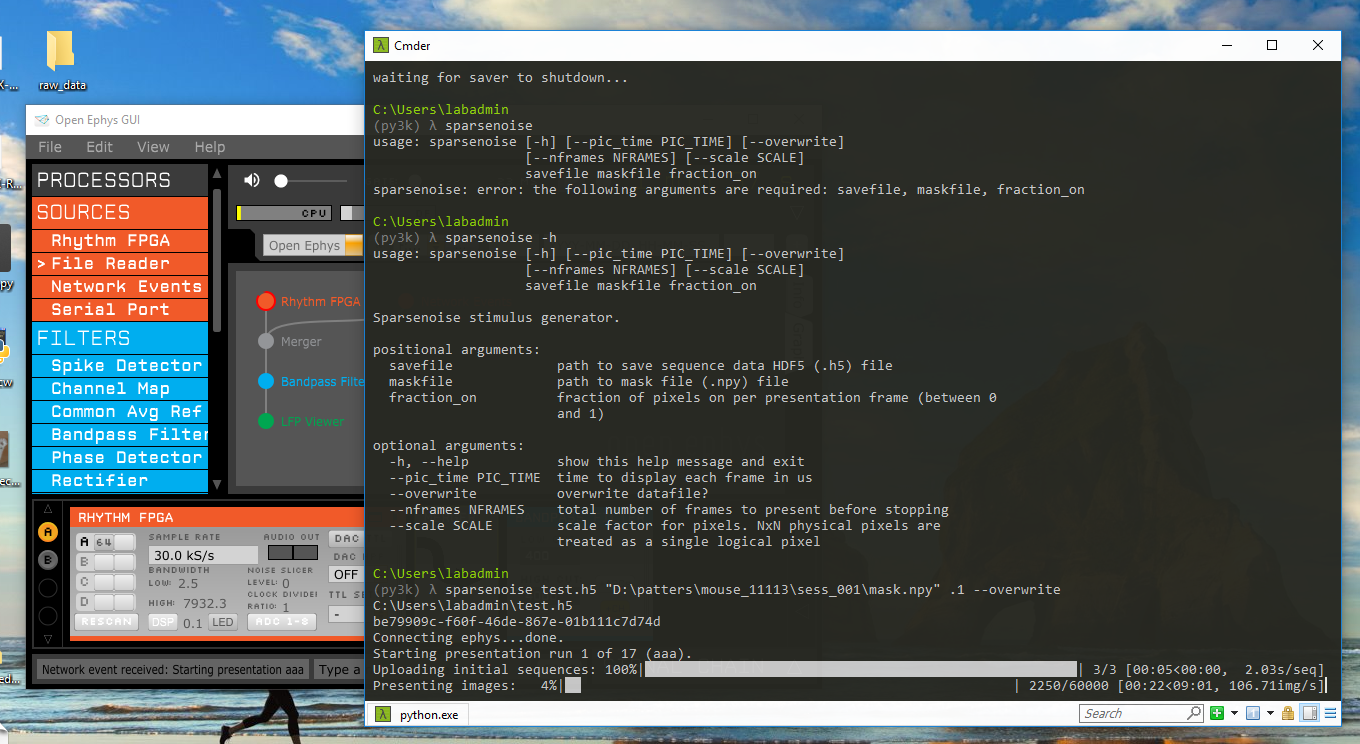 raw_data
Open Ephys GUI
File Edit View Help
PROCESSORS
SOURCES
Rhythm FPGA
> File Reader
Network Events
Serial Port
FILTERS
Spike Detector
Channel Map
Common Avg Ref
Bandpass Filter
Phase Detector
Rectifier
CPU
Open Ephys
Rhythm FPGA
Merger
Bandpass Filte
LFP Viewer
A
B
RHYTHM FPGA
A 64
B
C
D
RESCAN
SAMPLE RATE
30.0 kS/s
BANDWIDTH
LOW: 2.5
HIGH: 7932.3
DSP 0.1 LED
AUDIO OUT
NOISE SLICER
LEVEL: 0
CLOCK DIVIDE
RATIO: 1
ADC 1-8
DAC
DAC
OFF
TTL SE
-
Network event received: Starting presentation aaa
Type a
Cmder
waiting for saver to shutdown...
C:\Users\labadmin
(py3k) λ sparsenoise
usage: sparsenoise [-h] [--pic_time PIC_TIME] [--overwrite]
[--nframes NFRAMES] [--scale SCALE]
savefile maskfile fraction_on
sparsenoise: error: the following arguments are required: savefile, maskfile, fraction_on
C:\Users\labadmin
(py3k) λ sparsenoise -h
usage: sparsenoise [-h] [--pic_time PIC_TIME] [--overwrite]
[--nframes NFRAMES] [--scale SCALE]
savefile maskfile fraction_on
Sparsenoise stimulus generator.
positional arguments:
savefile path to save sequence data HDF5 (.h5) file
maskfile path to mask file (.npy) file
fraction_on fraction of pixels on per presentation frame (between 0
and 1)
optional arguments:
-h, --help show this help message and exit
--pic_time PIC_TIME time to display each frame in us
--overwrite overwrite datafile?
--nframes NFRAMES total number of frames to present before stopping
--scale SCALE scale factor for pixels. NxN physical pixels are
treated as a single logical pixel
C:\Users\labadmin
(py3k) λ sparsenoise test.h5 "D:\patters\mouse_11113\sess_001\mask.npy" .1 --overwrite
C:\Users\labadmin\test.h5
be79909c-f60f-46de-867e-01b111c7d74d
Connecting ephys...done.
Starting presentation run 1 of 17 (aaa).
Uploading initial sequences: 100%| | 3/3 [00:05<00:00, 2.03s/seq]
Presenting images: 4%| | 2250/60000 [00:22<09:01, 106.71img/s]
python.exe
Search